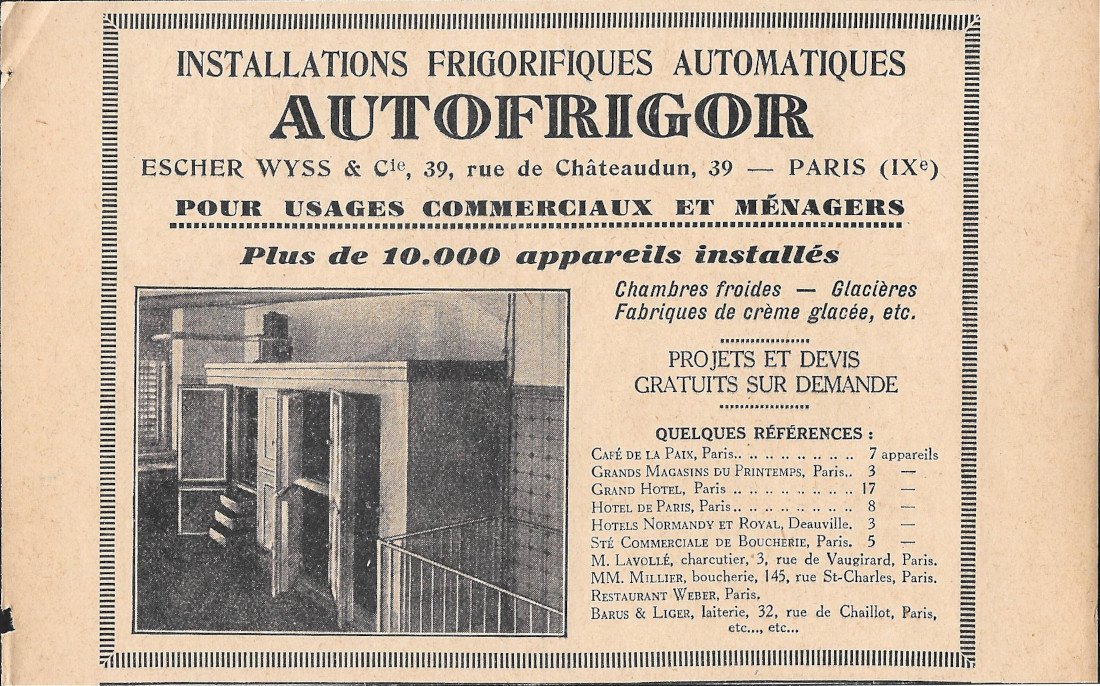 INSTALLATIONS FRIGORIFIQUES AUTOMATIQUES
AUTOFRIGOR
ESCHER WYSS & Cie, 39, rue de Châteaudun, 39 — PARIS (IXe)
POUR USAGES COMMERCIAUX ET MÉNAGERS
Plus de 10.000 appareils installés
Chambres froides — Glacières
Fabriques de crème glacée, etc.
PROJETS ET DEVIS
GRATUITS SUR DEMANDE
QUELQUES RÉFÉRENCES :
CAFÉ DE LA PAIX, Paris.. .. .. .. .. .. .. 7 appareils
GRANDS MAGASINS DU PRINTEMPS, Paris.. 3 —
GRAND HOTEL, Paris .. .. .. .. .. .. .. 17 —
HOTEL DE PARIS, Paris .. .. .. .. .. .. .. 8 —
HOTELS NORMANDY ET ROYAL, Deauville. 3 —
STÉ COMMERCIALE DE BOUCHERIE, Paris. 5 —
M. LAVOLLÉ, charcutier, 3, rue de Vaugirard, Paris.
MM. MILLIER, boucherie, 145, rue St-Charles, Paris.
RESTAURANT WEBER, Paris.
BARUS & LIGER, laiterie, 32, rue de Chaillot, Paris,
etc..., etc...